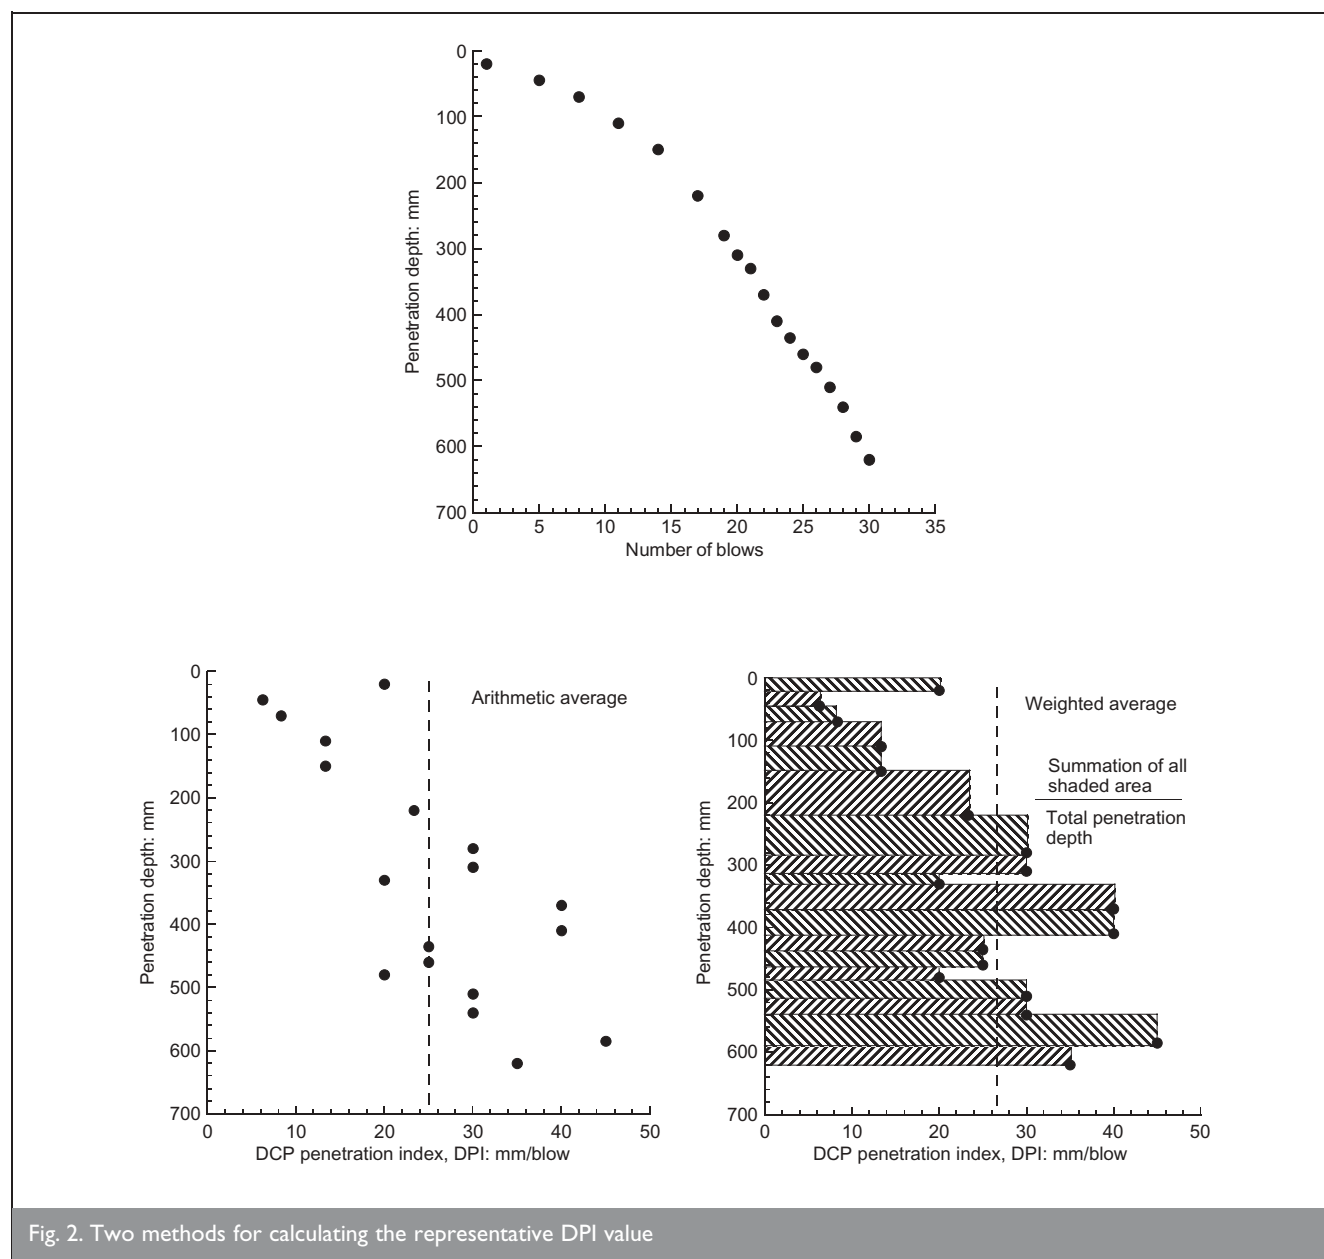 0
100
200
300
400
500
600
700
Penetration depth: mm
0 5 10 15 20 25 30 35
Number of blows
0
100
200
300
400
500
600
700
Penetration depth: mm
Arithmetic average
0 10 20 30 40 50
DCP penetration index, DPI: mm/blow
0
100
200
300
400
500
600
700
Penetration depth: mm
Weighted average
Summation of all
shaded area
Total penetration
depth
0 10 20 30 40 50
DCP penetration index, DPI: mm/blow
Fig. 2. Two methods for calculating the representative DPI value